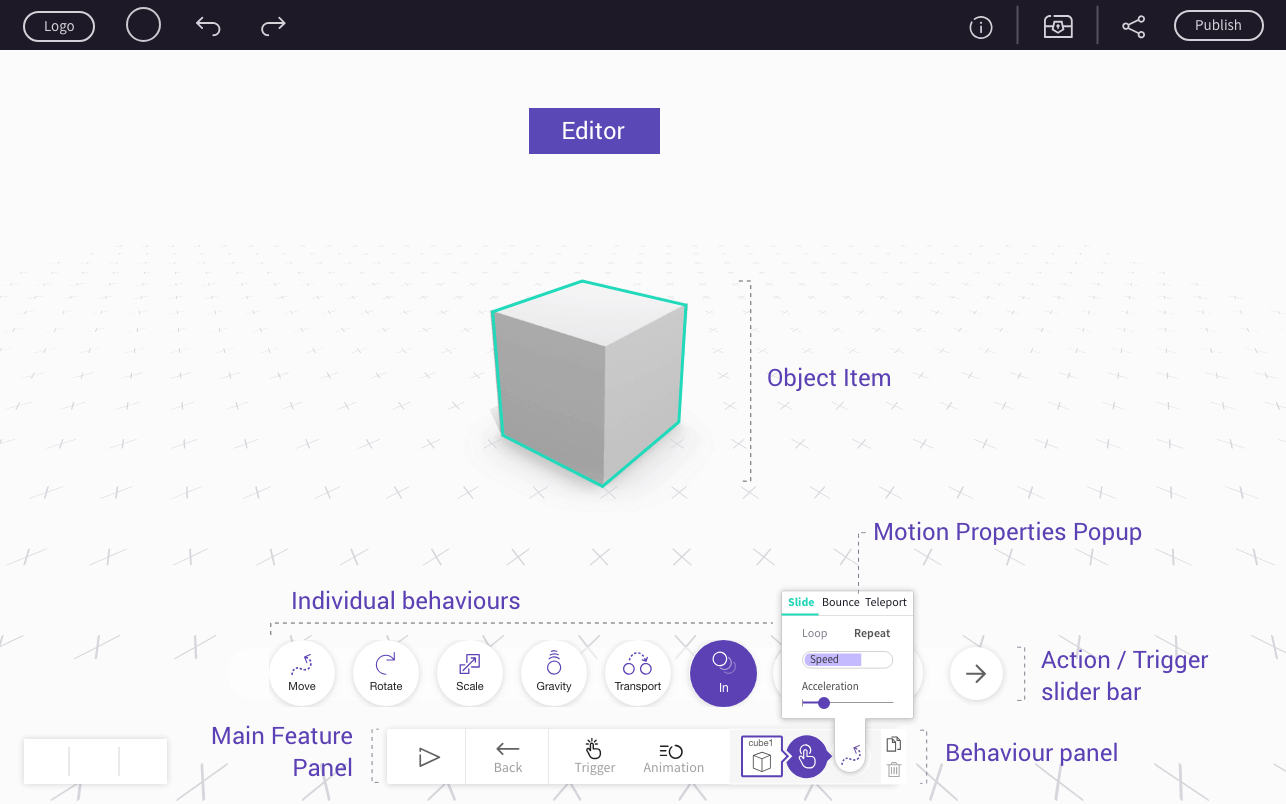 Logo
Publish
Editor
Object Item
Motion Properties Popup
Individual behaviours
Slide Bounce Teleport
Loop Repeat
Speed
Acceleration
Move
Rotate
Scale
Gravity
Transport
In
Action / Trigger
slider bar
Main Feature
Panel
Back
Trigger
Animation
cube1
Behaviour panel